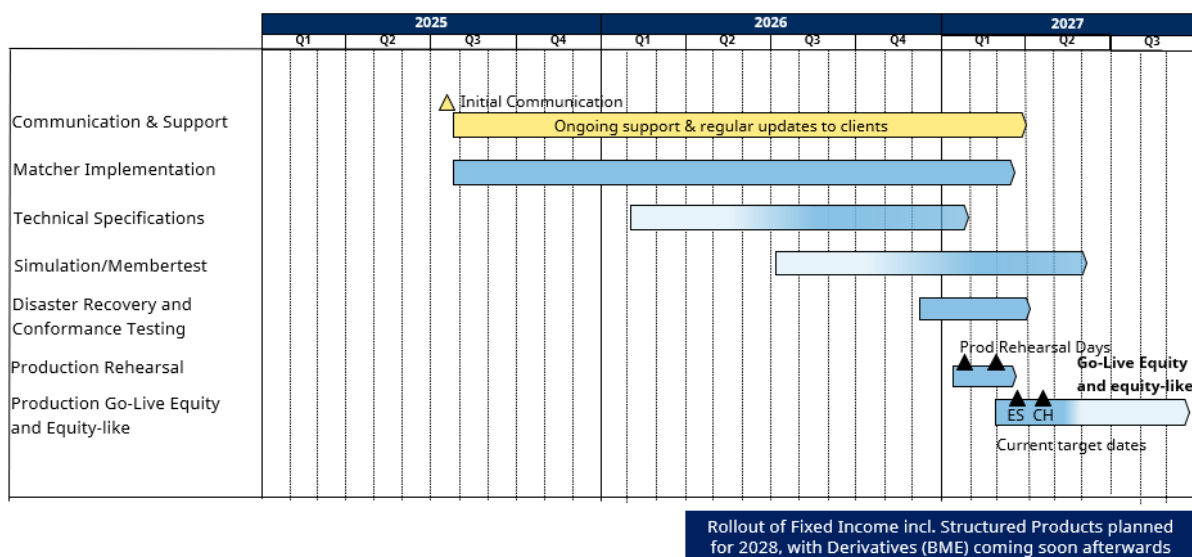 2025 2026 2027
Q1 Q2 Q3 Q4 Q1 Q2 Q3 Q4 Q1 Q2 Q3
Initial Communication
Communication & Support
Ongoing support & regular updates to clients
Matcher Implementation
Technical Specifications
Simulation/Membertest
Disaster Recovery and
Conformance Testing
Prod Rehearsal Days
Production Rehearsal
Go-Live Equity
and equity-like
Production Go-Live Equity
and Equity-like
ES CH
Current target dates
Rollout of Fixed Income incl. Structured Products planned
for 2028, with Derivatives (BME) coming soon afterwards